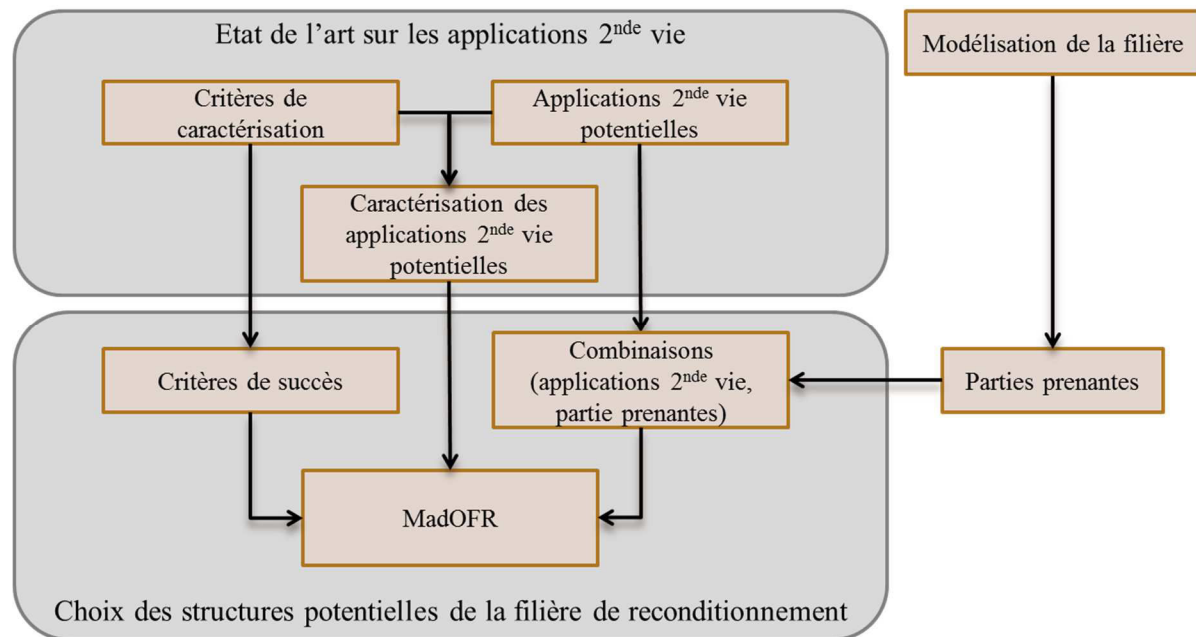 Etat de l’art sur les applications 2nde vie
Modélisation de la filière
Critères de
caractérisation
Applications 2nde vie
potentielles
Caractérisation des
applications 2nde vie
potentielles
Critères de succès
Combinaisons
(applications 2nde vie,
partie prenantes)
Parties prenantes
MadOFR
Choix des structures potentielles de la filière de reconditionnement